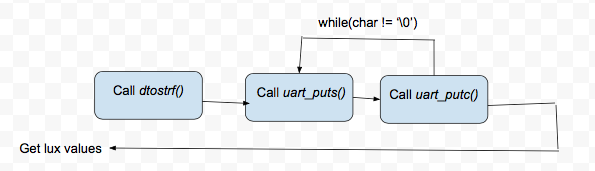 while(char != '\0')
Call dtostrf()
Call uart_puts()
Call uart_putc()
Get lux values